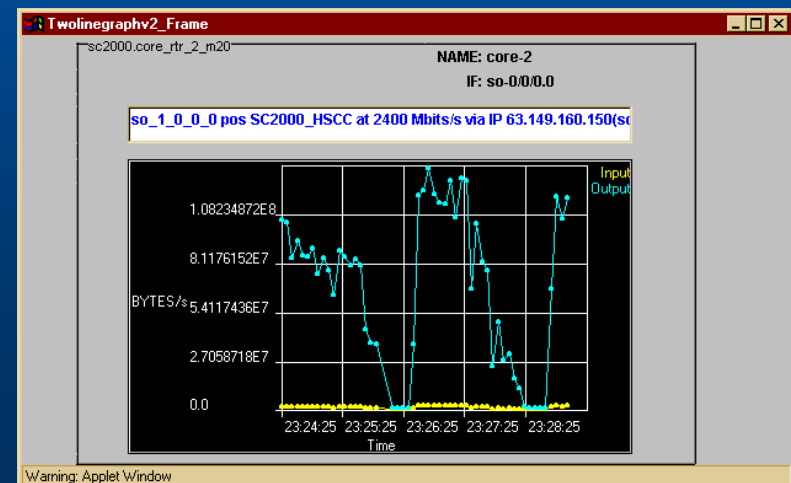 Twolinegraphv2_Frame
sc2000.core_rtr_2_m20
NAME: core-2
IF: so-0/0/0.0
so_1_0_0_0 pos SC2000_HSCC at 2400 Mbits/s via IP 63.149.160.150(so
Input
Output
1.08234872E8
8.1176152E7
BYTES/s
5.4117436E7
2.7058718E7
0.0
23:24:25 23:25:25 23:26:25 23:27:25 23:28:25
Time
Warning: Applet Window